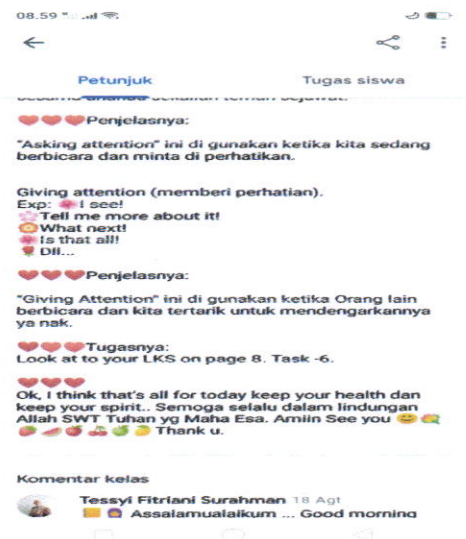 08.59
Petunjuk Tugas siswa
❤️❤️❤️Penjelasnya:
"Asking attention" ini di gunakan ketika kita sedang
berbicara dan minta di perhatikan.
Giving attention (memberi perhatian).
Exp: 🌺I see!
🌸Tell me more about it!
🏵️What next!
🌺Is that all!
🌹Dll...
❤️❤️❤️Penjelasnya:
"Giving Attention" ini di gunakan ketika Orang lain
berbicara dan kita tertarik untuk mendengarkannya
ya nak.
❤️❤️❤️Tugasnya:
Look at to your LKS on page 8. Task -6.
❤️❤️❤️
Ok, I think that's all for today keep your health dan
keep your spirit.. Semoga selalu dalam lindungan
Allah SWT Tuhan yg Maha Esa. Amiin See you 😊💐
🍓🍉🍎🍒🍏🍋 Thank u.
Komentar kelas
Tessyi Fitriani Surahman 18 Agt
Assalamualaikum ... Good morning